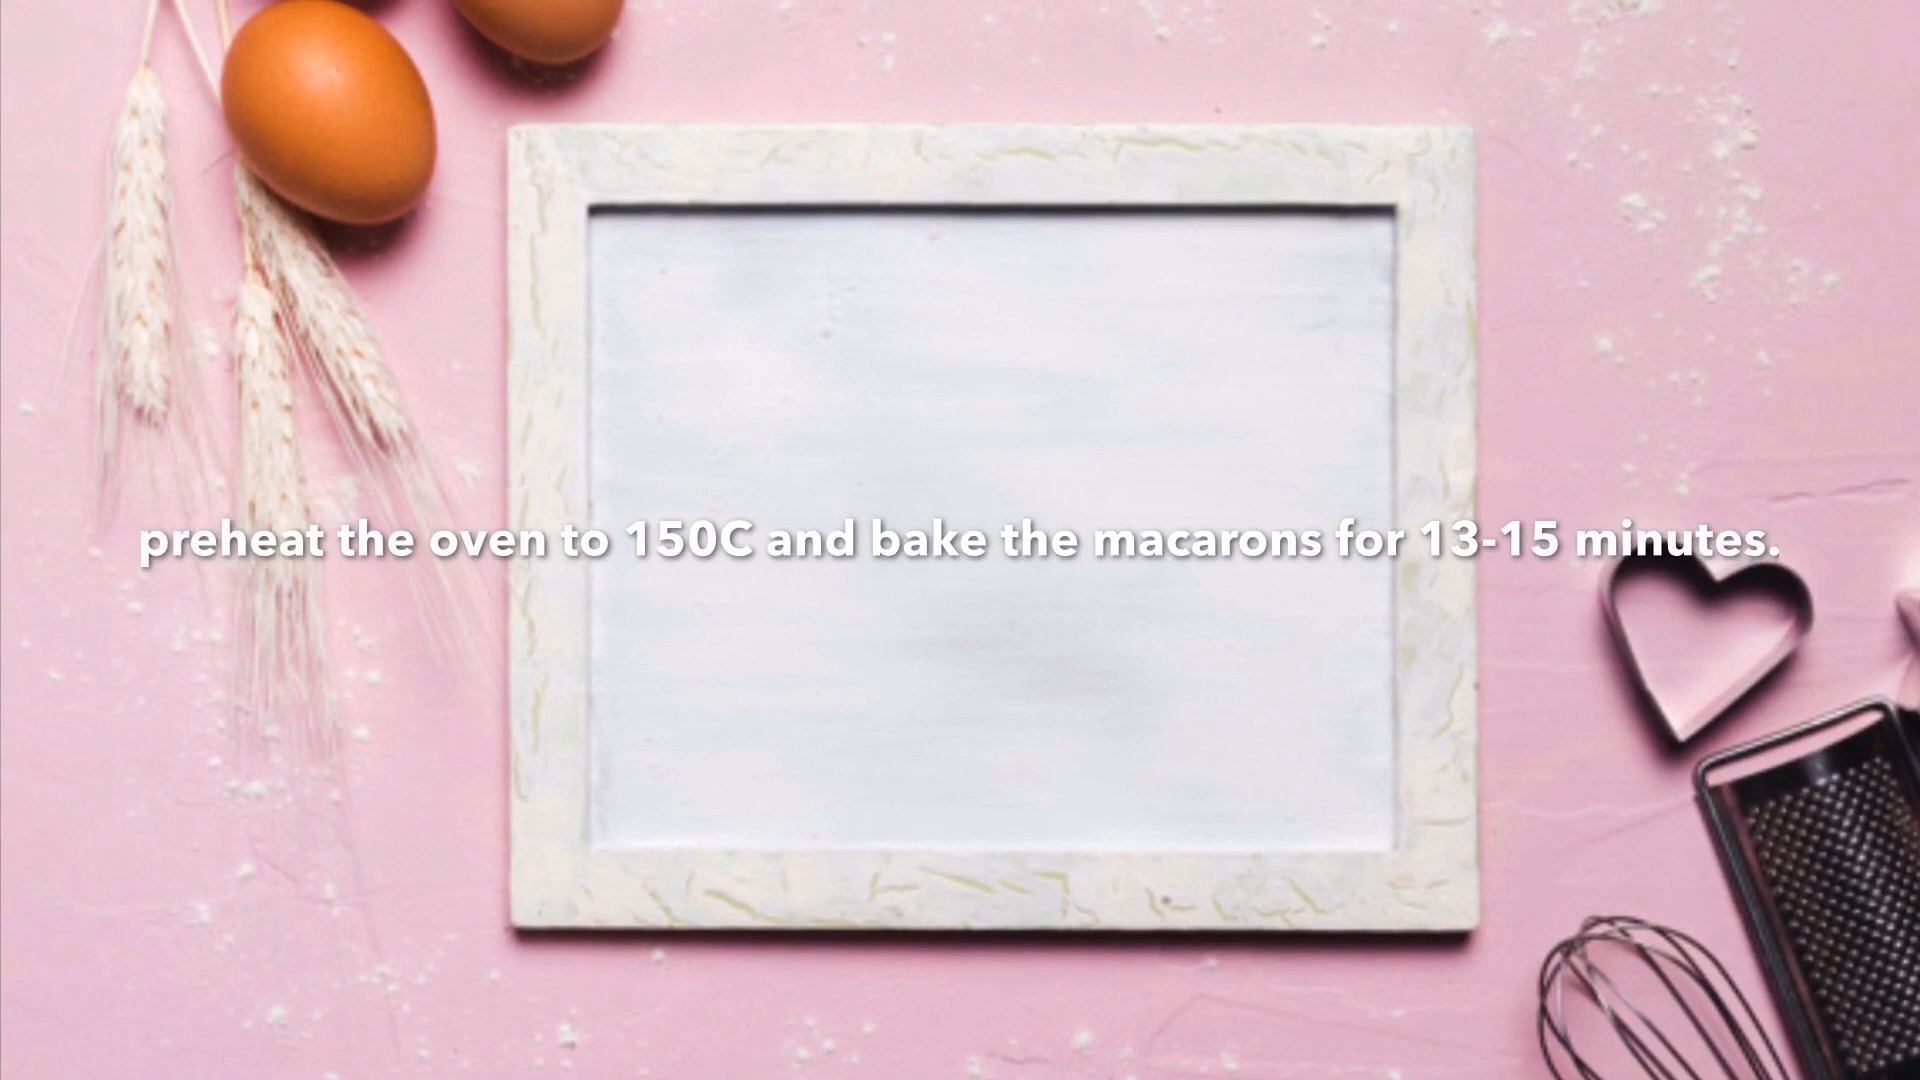 preheat the oven to 150C and bake the macarons for 13-15 minutes.